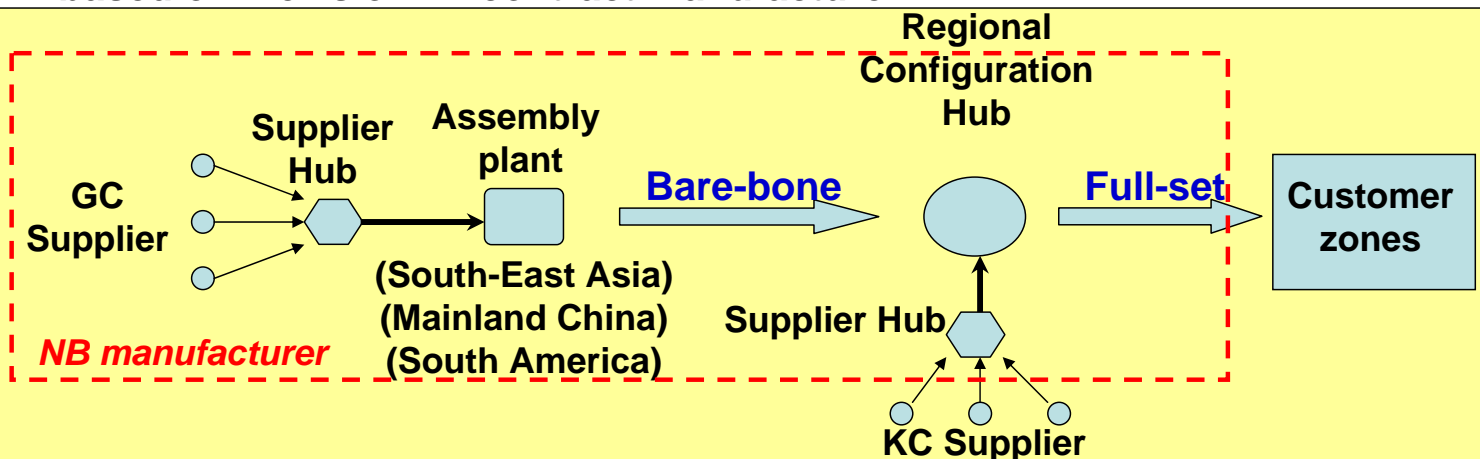 Regional
Configuration
Hub
Supplier
Hub
Assembly
plant
GC
Supplier
Bare-bone
Full-set
Customer
zones
(South-East Asia)
(Mainland China)
(South America)
Supplier Hub
NB manufacturer
KC Supplier